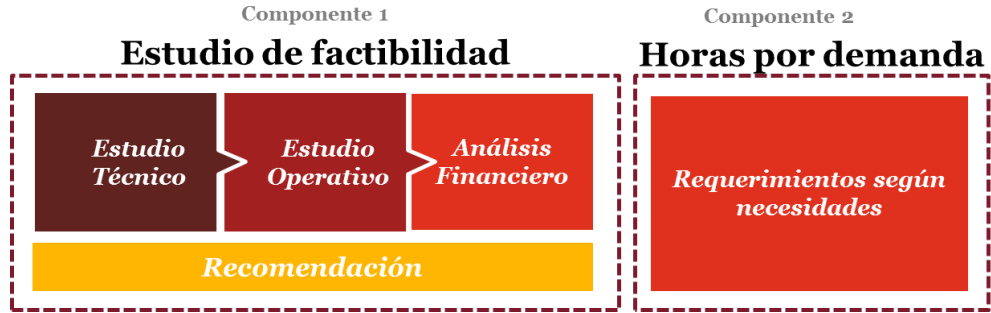 Componente 1
Estudio de factibilidad
Estudio
Técnico
Estudio
Operativo
Análisis
Financiero
Recomendación
Componente 2
Horas por demanda
Requerimientos según
necesidades